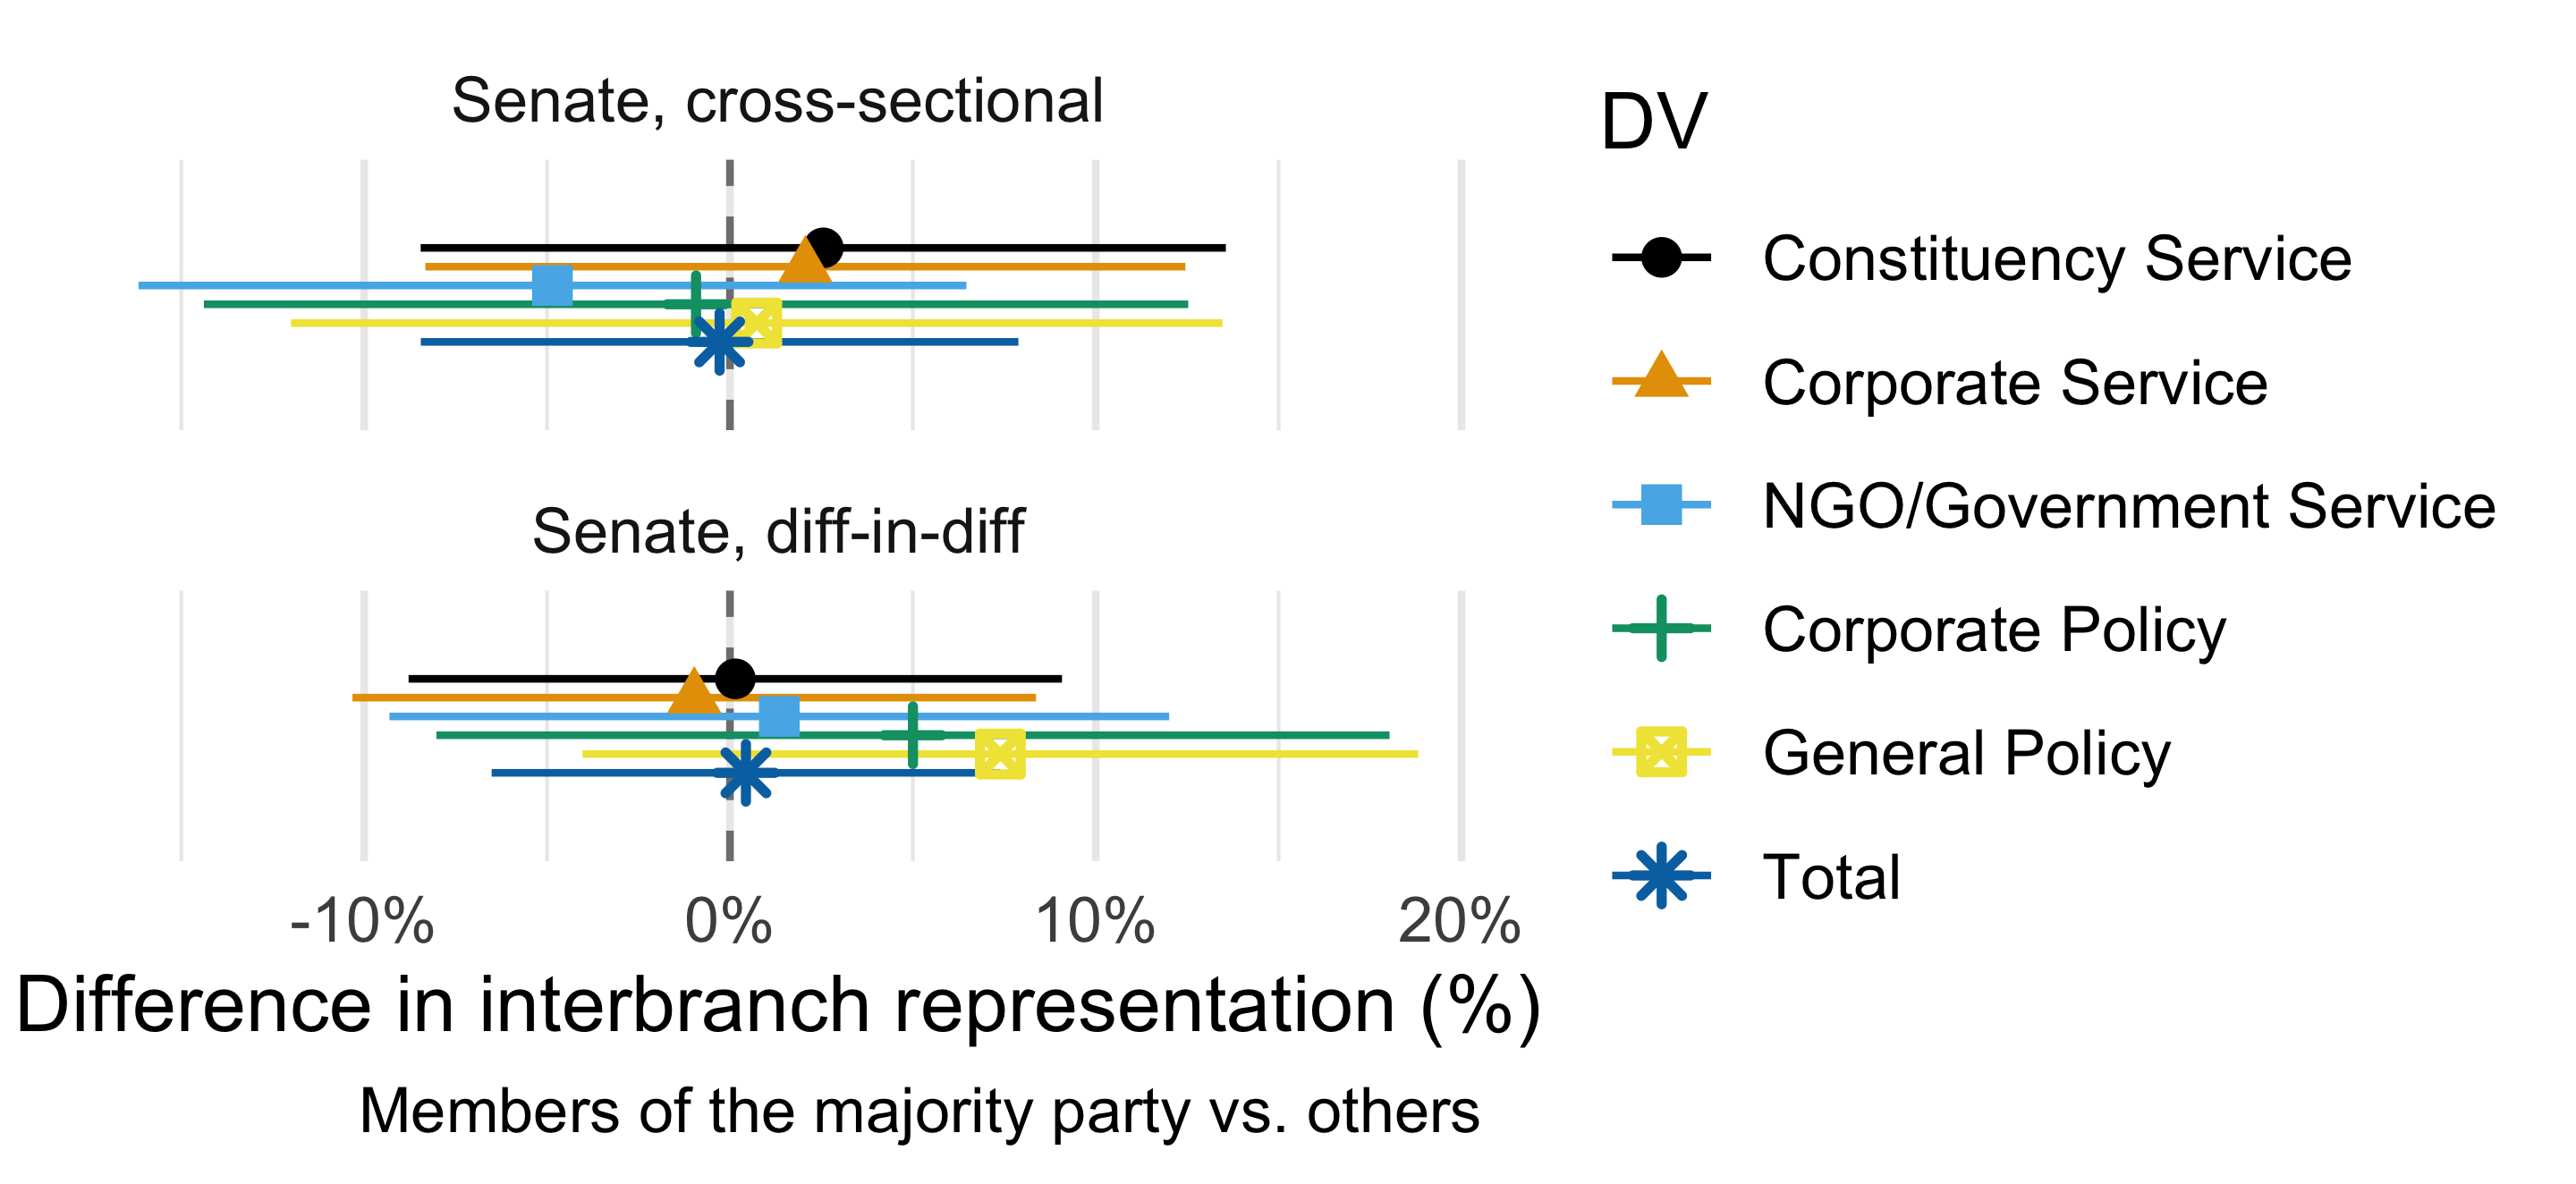 Senate, cross-sectional
Senate, diff-in-diff
-10% 0% 10% 20%
Difference in interbranch representation (%)
Members of the majority party vs. others
DV
Constituency Service
Corporate Service
NGO/Government Service
Corporate Policy
General Policy
Total